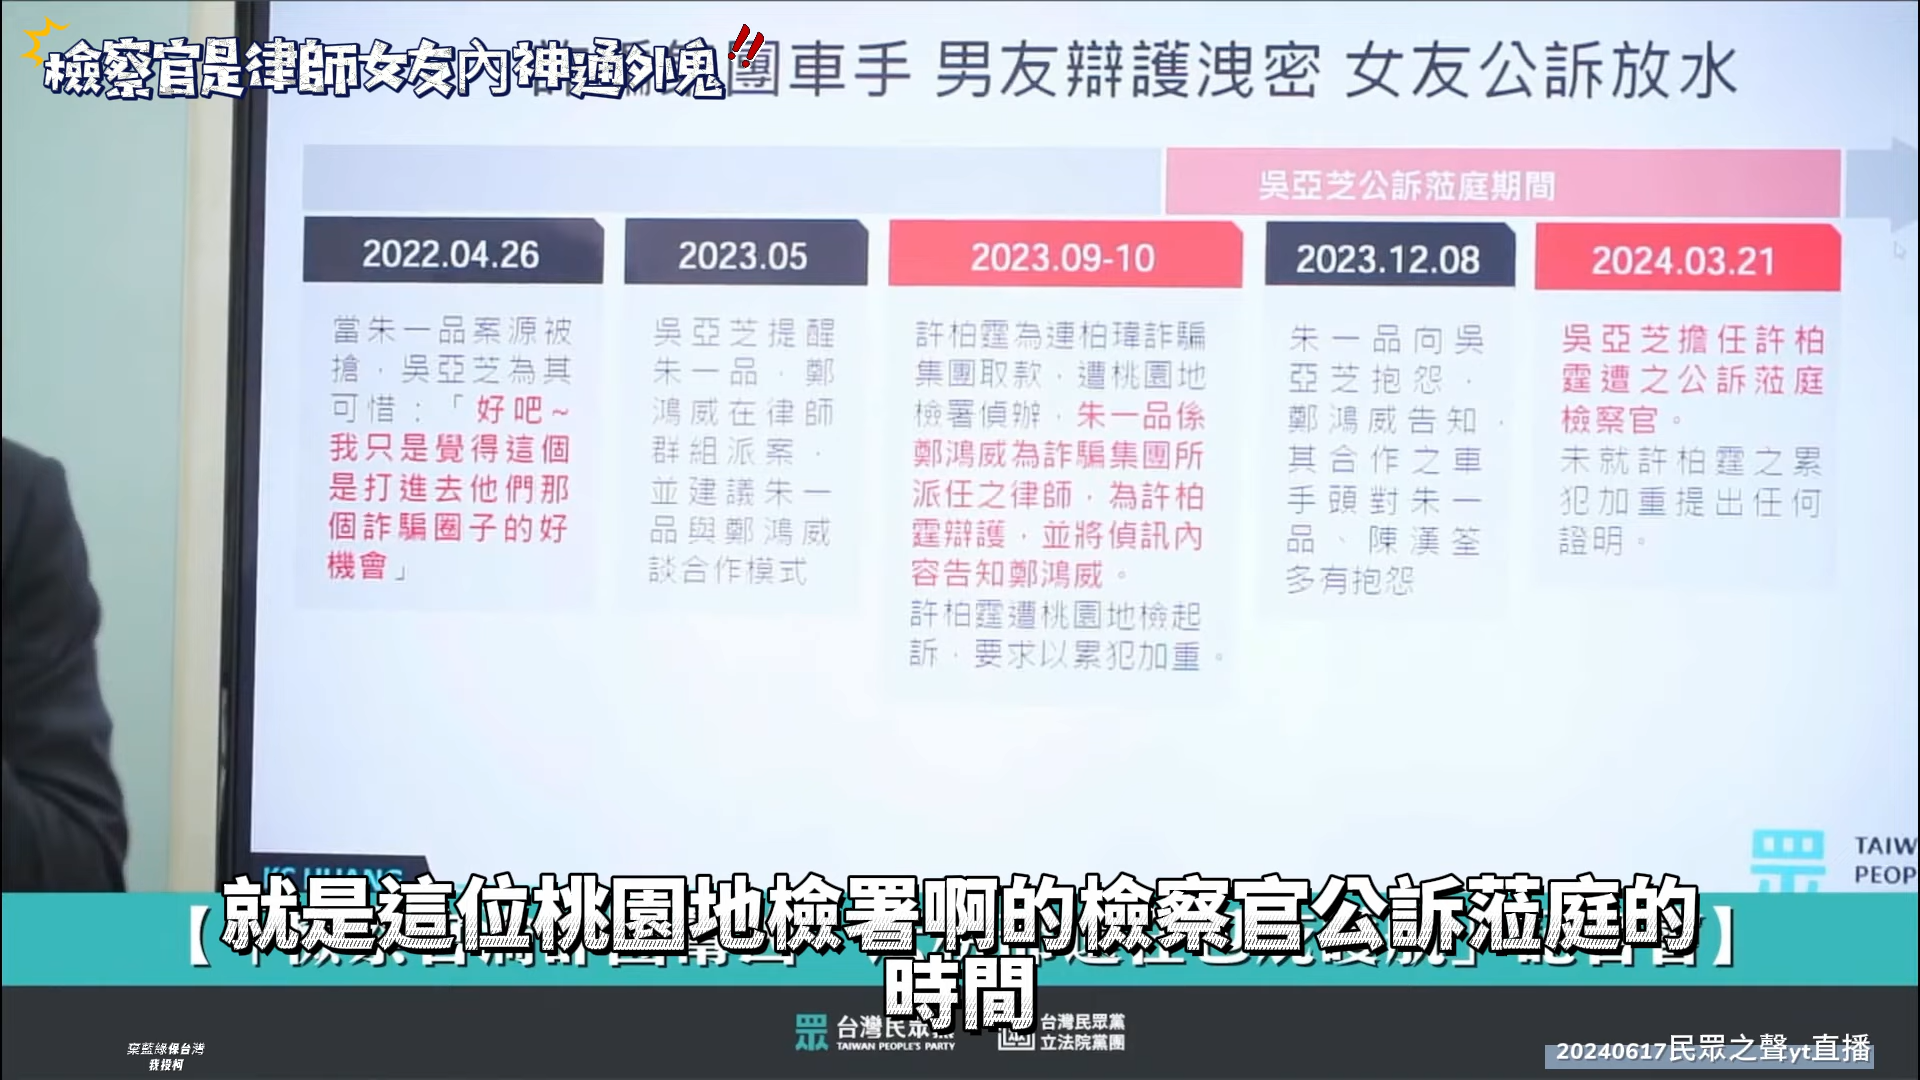 檢察官是律師女友內神通外鬼!!
團車手 男友辯護洩密 女友公訴放水
吳亞芝公訴蒞庭期間
2022.04.26
當朱一品案源被
搶，吳亞芝為其
可惜：「好吧~
我只是覺得這個
是打進去他們那
個詐騙圈子的好
機會」
2023.05
吳亞芝提醒
朱一品，鄭
鴻威在律師
群組派案，
並建議朱一
品與鄭鴻威
談合作模式
2023.09-10
許柏霆為連柏瑋詐騙
集團取款，遭桃園地
檢署偵辦，朱一品係
鄭鴻威為詐騙集團所
派任之律師，為許柏
霆辯護，並將偵訊內
容告知鄭鴻威。
許柏霆遭桃園地檢起
訴，要求以累犯加重。
2023.12.08
朱一品向吳
亞芝抱怨，
鄭鴻威告知，
其合作之車
手頭對朱一
品、陳漢筌
多有抱怨
2024.03.21
吳亞芝擔任許柏
霆遭之公訴蒞庭
檢察官。
未就許柏霆之累
犯加重提出任何
證明。
TAIW
PEOP
就是這位桃園地檢署啊的檢察官公訴蒞庭的
時間
台灣民眾黨
TAIWAN PEOPLE'S PARTY
台灣民眾黨
立法院黨團
棄藍綠保台灣
我投柯
20240617民眾之聲yt直播